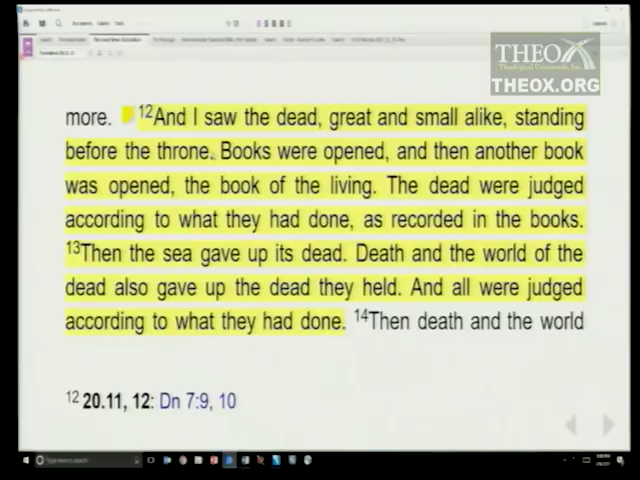 THEOX
THEOX.ORG
more. 12And I saw the dead, great and small alike, standing
before the throne. Books were opened, and then another book
was opened, the book of the living. The dead were judged
according to what they had done, as recorded in the books.
13Then the sea gave up its dead. Death and the world of the
dead also gave up the dead they held. And all were judged
according to what they had done. 14Then death and the world
12 20.11, 12: Dn 7:9, 10